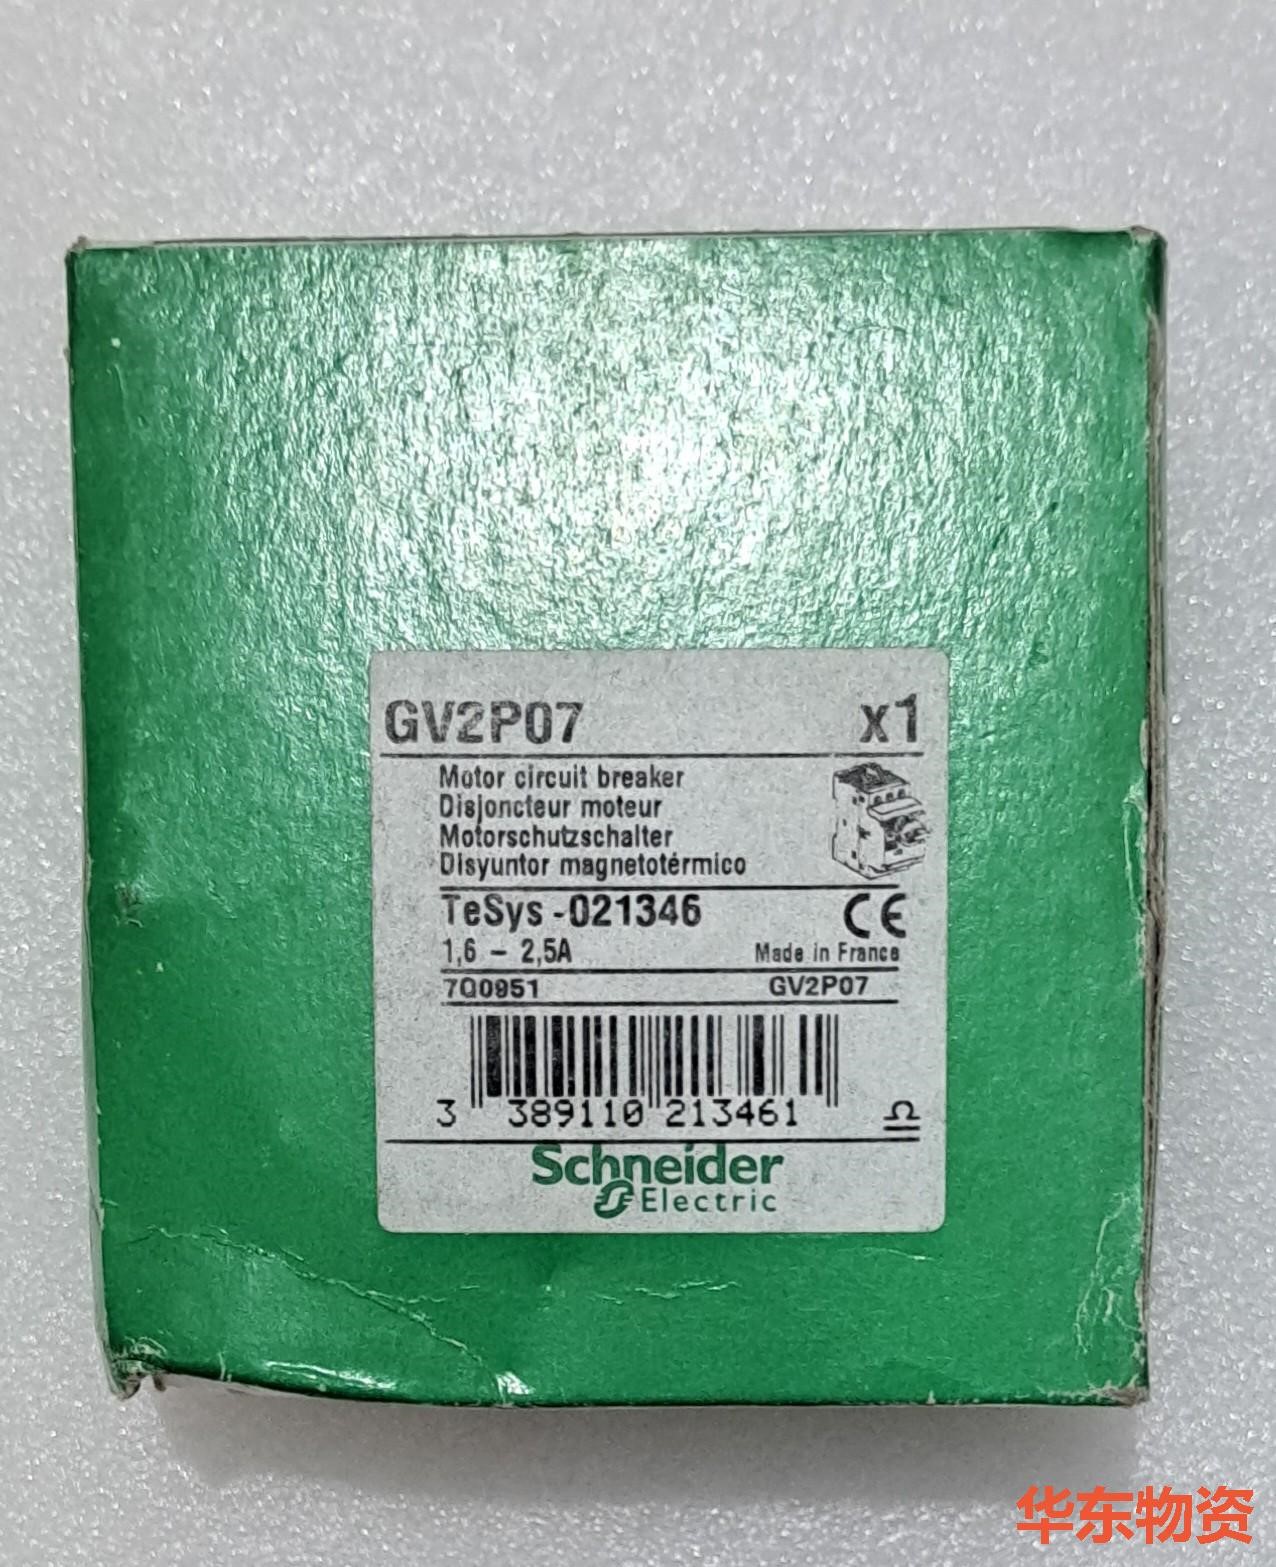 GV2P07 x1
Motor circuit breaker
Disjoncteur moteur
Motorschutzschalter
Disyuntor magnetotérmico
TeSys -021346 CE
1,6 - 2,5A Made in France
7Q0951 GV2P07
3 389110 213461
Schneider
Electric
华东物资